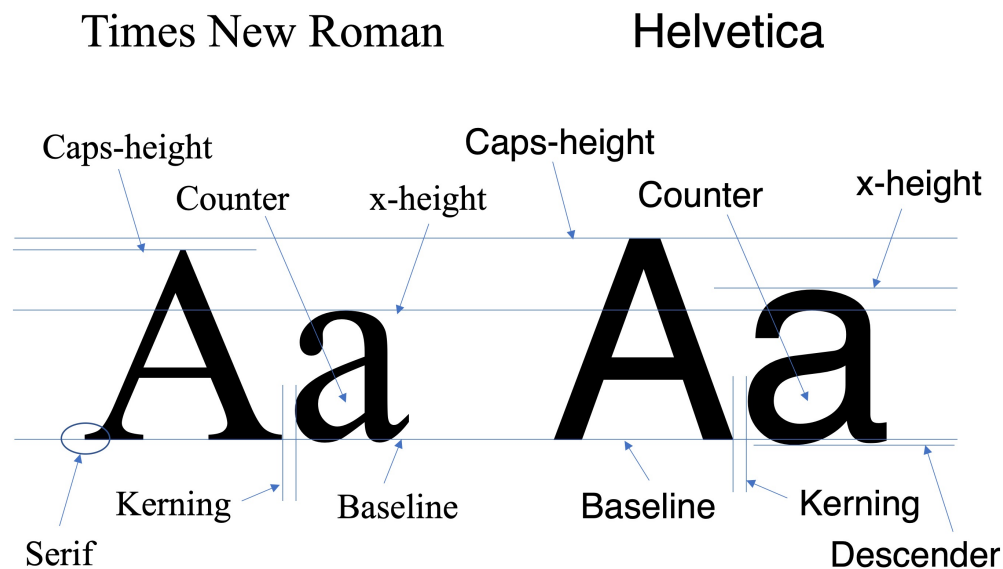 Times New Roman
Helvetica
Caps-height
Counter
x-height
Caps-height
Counter
x-height
Aa
Aa
Serif
Kerning
Baseline
Baseline
Kerning
Descender